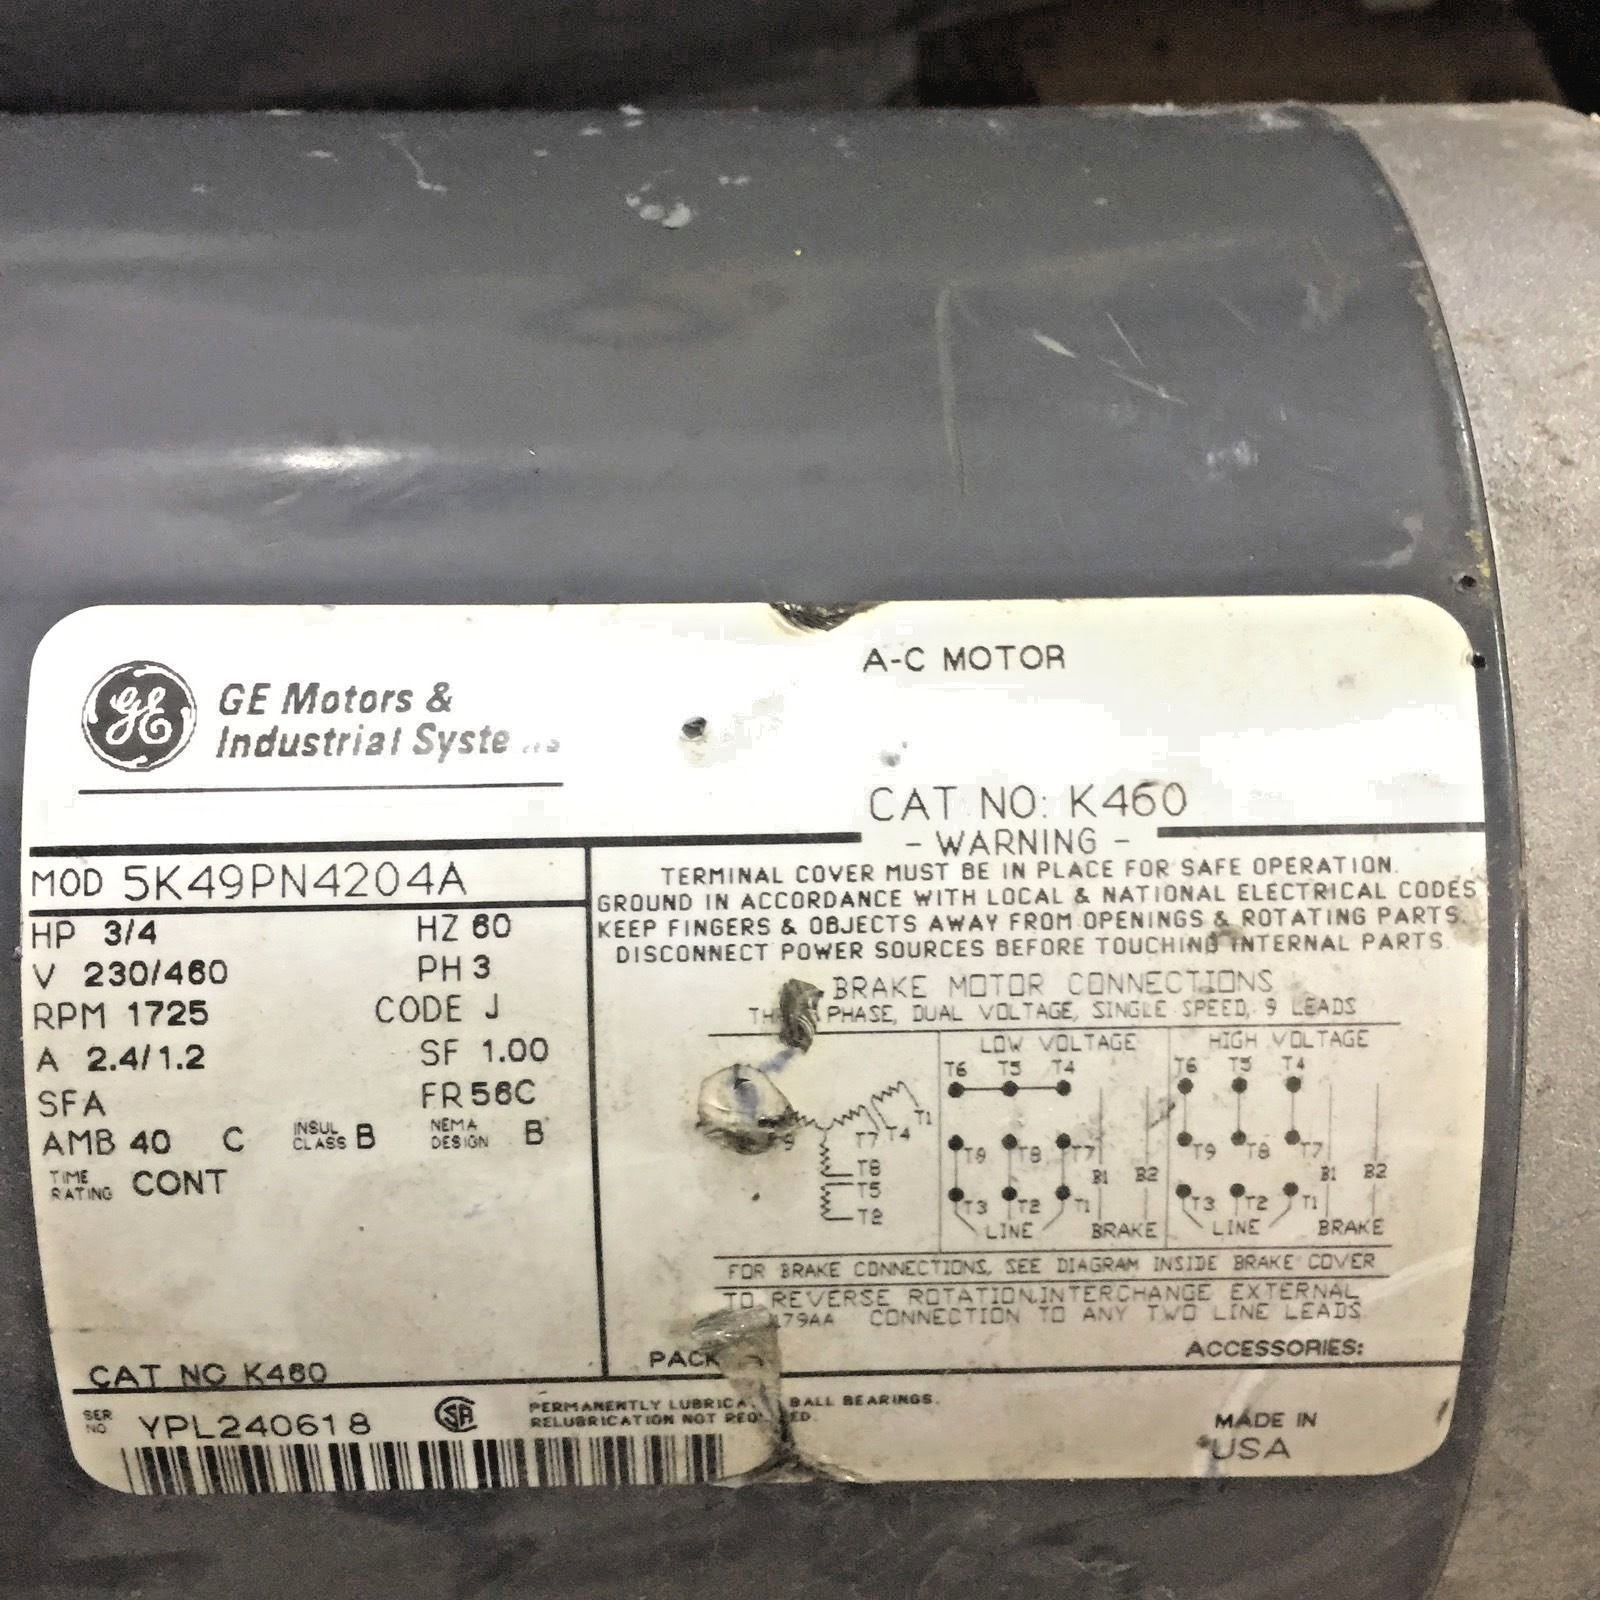 A-C MOTOR
GE
GE Motors &
Industrial
CAT NO: K460
- WARNING -
TERMINAL COVER MUST BE IN PLACE FOR SAFE OPERATION.
GROUND IN ACCORDANCE WITH LOCAL & NATIONAL ELECTRICAL CODES
KEEP FINGERS & OBJECTS AWAY FROM OPENINGS & ROTATING PARTS.
DISCONNECT POWER SOURCES BEFORE TOUCHING INTERNAL PARTS.
MOD 5K49PN4204A
HP 3/4 HZ 60
V 230/460 PH 3
RPM 1725 CODE J
A 2.4/1.2 SF 1.00
SFA FR 56C
AMB 40 C INSUL CLASS B NEMA DESIGN B
TIME RATING CONT
BRAKE MOTOR CONNECTIONS
PHASE, DUAL VOLTAGE, SINGLE SPEED, 9 LEADS
LOW VOLTAGE HIGH VOLTAGE
T6 T5 T4 T6 T5 T4
T1
T7 T4
T9 T8 T7 T9 T8 T7
T8
T5
T2
B1 B2 B1 B2
T3 T2 T1 T3 T2 T1
LINE BRAKE LINE BRAKE
FOR BRAKE CONNECTIONS, SEE DIAGRAM INSIDE BRAKE COVER
TO REVERSE ROTATION,INTERCHANGE EXTERNAL
CONNECTION TO ANY TWO LINE LEADS
ACCESSORIES:
CAT NO K460
SER NO YPL240618
PERMANENTLY BALL BEARINGS.
RELUBRICATION NOT
MADE IN
USA